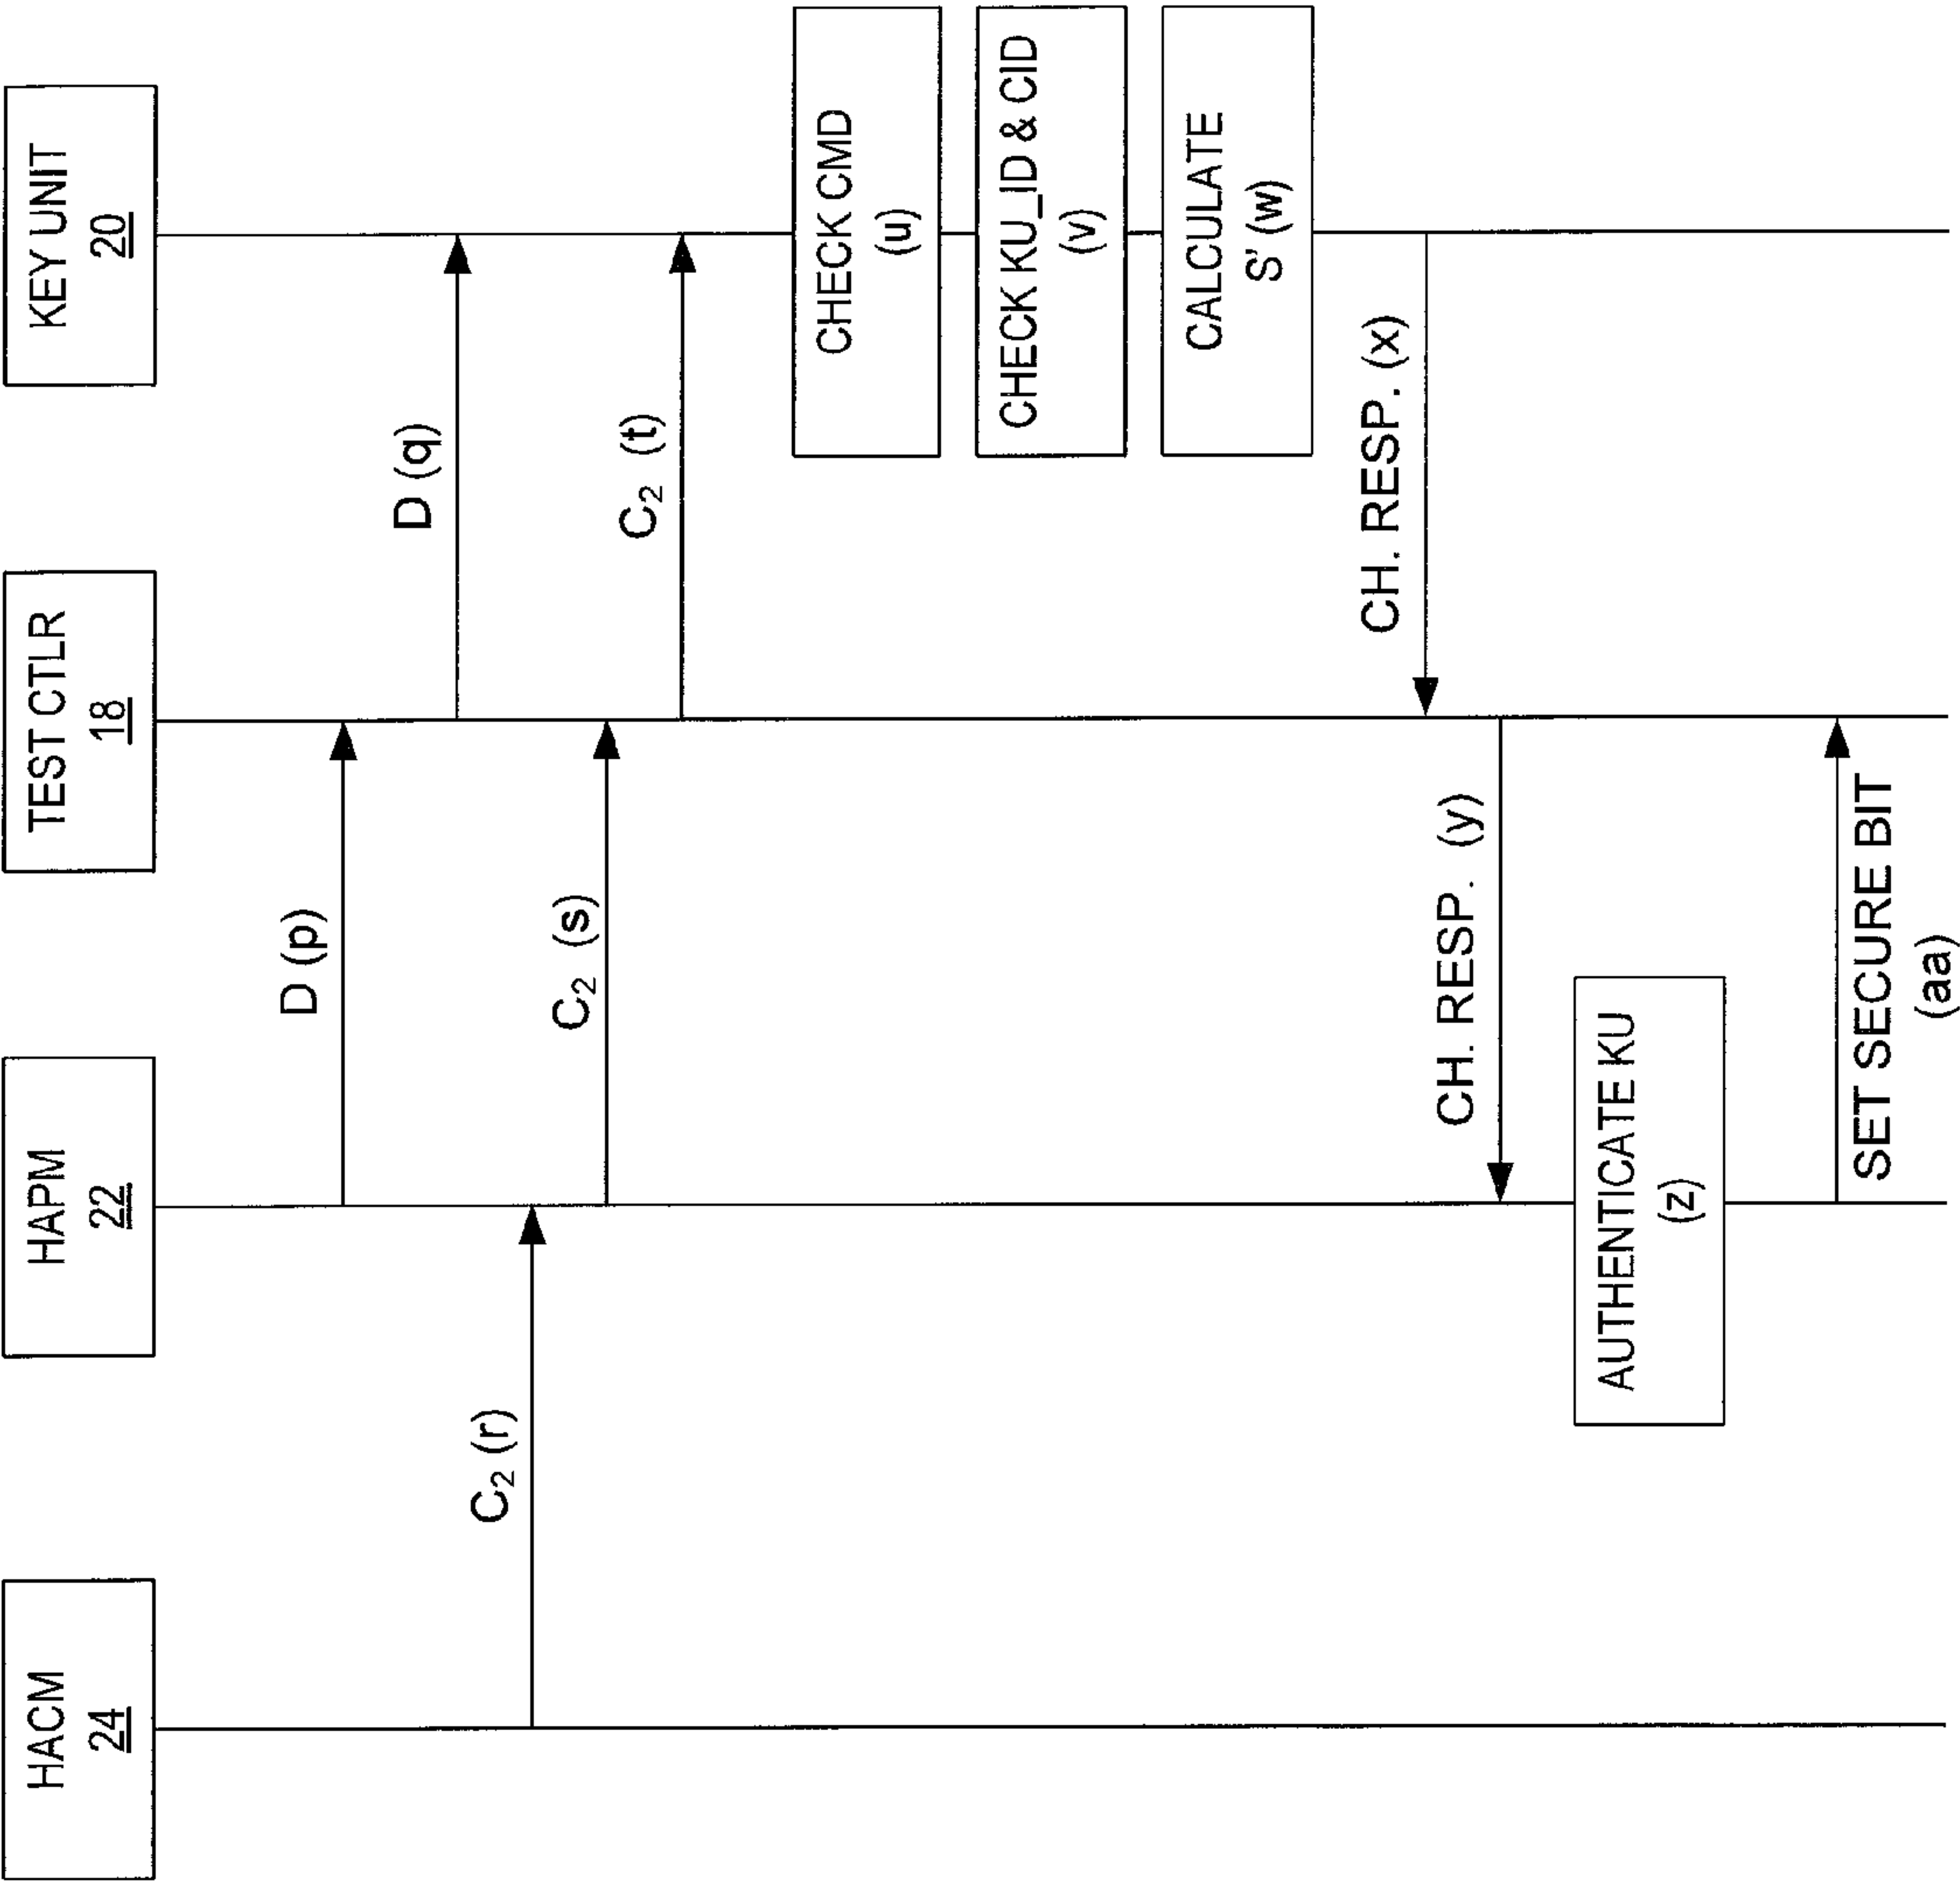 HACM
24
HAPM
22
TEST CTLR
18
KEY UNIT
20
D (p)
D (q)
C₂ (r)
C₂ (s)
C₂ (t)
CHECK CMD
(u)
CHECK KU_ID & CID
(v)
CALCULATE
S' (w)
CH. RESP. (x)
CH. RESP. (y)
AUTHENTICATE KU
(z)
SET SECURE BIT
(aa)